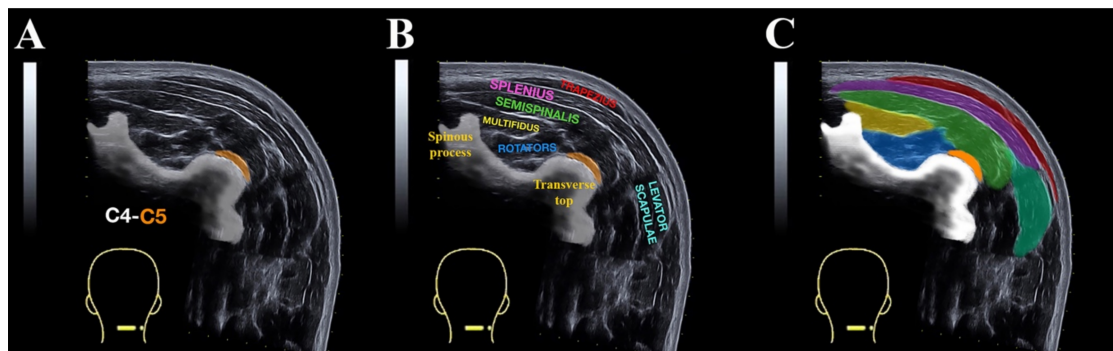 A
C4-C5
B
SPLENIUS
TRAPEZIUS
SEMISPINALIS
MULTIFIDUS
Spinous
process
ROTATORS
Transverse
top
LEVATOR
SCAPULAE
C